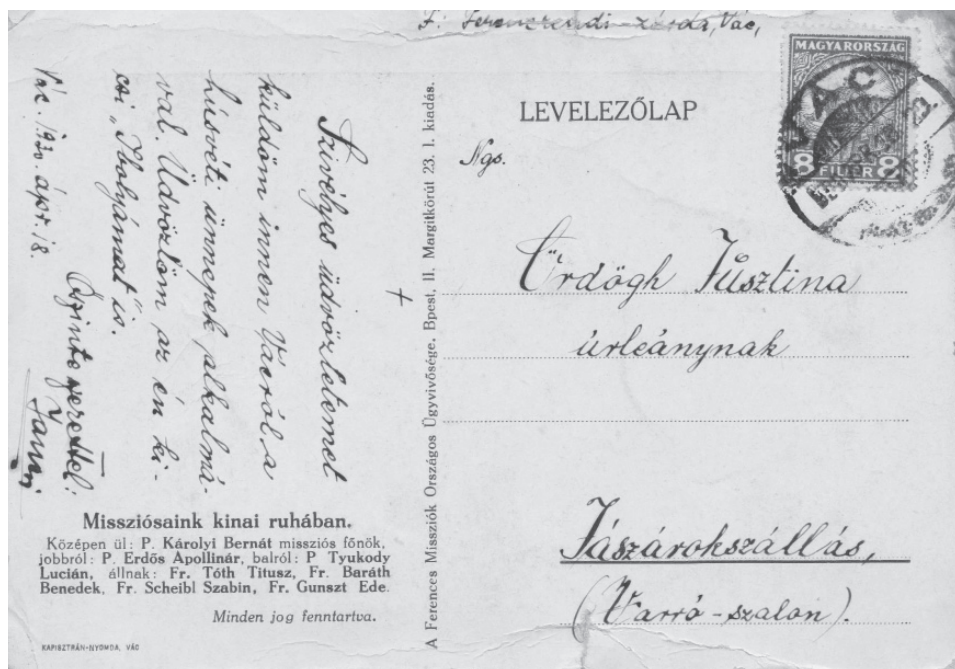 F. Ferencrendi-zárda, Vác,
MAGYARORSZÁG
VÁC
8 FILLÉR 8
LEVELEZŐLAP
Ngs.
Ördögh Jusztina
úrleánynak
Jászárokszállás,
(Varró-szalon).
A Ferences Missziók Országos Ügyvivősége, Bpest, II. Margitkörút 23. I. kiadás.
Szivélyes üdvözletemet
küldöm innen Vácról a
húsvéti ünnepek alkalmá-
val. Üdvözlöm az én ki-
csi „Ibolyámat" is.
Őszinte szeretettel:
Vác. 1930. ápr. 18.
Missziósaink kinai ruhában.
Középen ül: P. Károlyi Bernát missziós főnök,
jobbról: P. Erdős Apollinár, balról: P Tyukody
Lucián, állnak: Fr. Tóth Titusz, Fr. Baráth
Benedek, Fr. Scheibl Szabin, Fr. Gunszt Ede.
Minden jog fenntartva.
KAPISZTRÁN-NYOMDA, VÁC